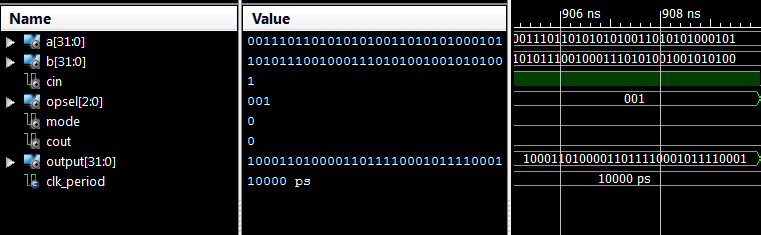 Name Value 906 ns 908 ns
a[31:0] 00111011010101010011010101000101 00111011010101010011010101000101
b[31:0] 10101110010001110101001001010100 10101110010001110101001001010100
cin 1
opsel[2:0] 001 001
mode 0
cout 0
output[31:0] 10001101000011011110001011110001 10001101000011011110001011110001
clk_period 10000 ps 10000 ps